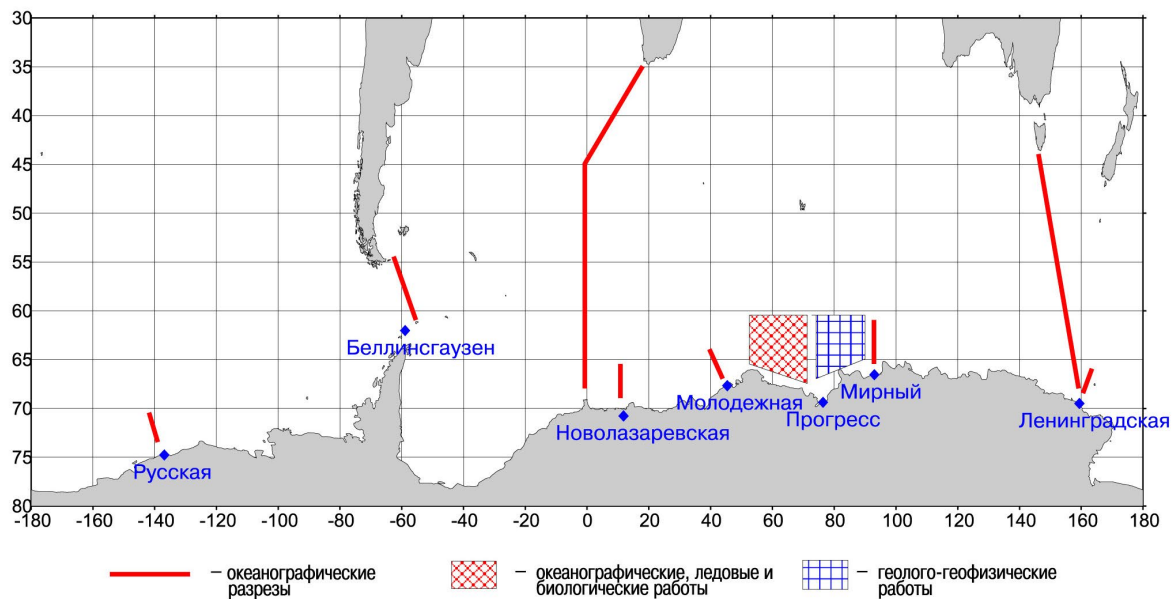 30
35
40
45
50
55
60
65
70
75
80
Беллинсгаузен
Мирный
Молодежная
Прогресс
Ленинградская
Новолазаревская
Русская
-180 -160 -140 -120 -100 -80 -60 -40 -20 0 20 40 60 80 100 120 140 160 180
– океанографические
разрезы
– океанографические, ледовые и
биологические работы
– геолого-геофизические
работы